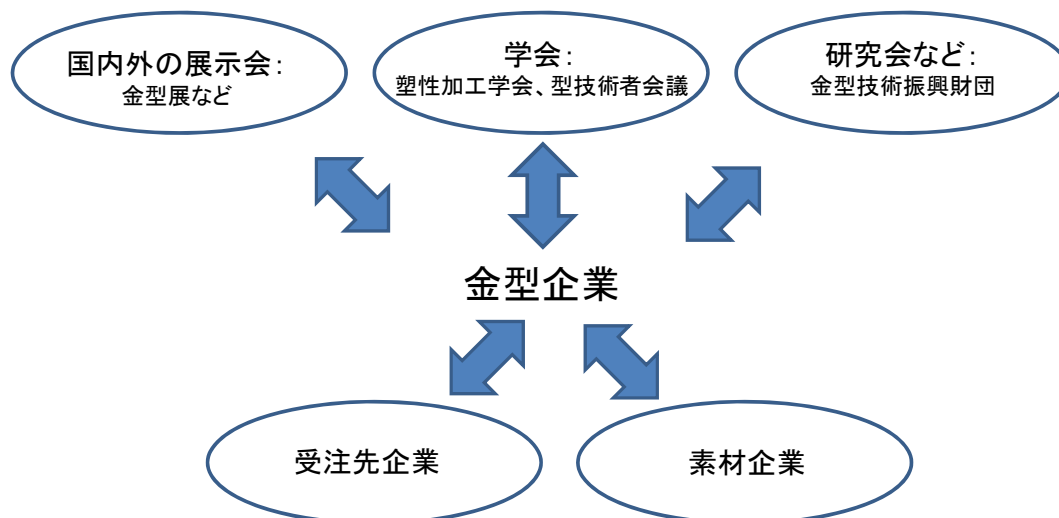 国内外の展示会：
金型展など
学会：
塑性加工学会、型技術者会議
研究会など：
金型技術振興財団
金型企業
受注先企業
素材企業